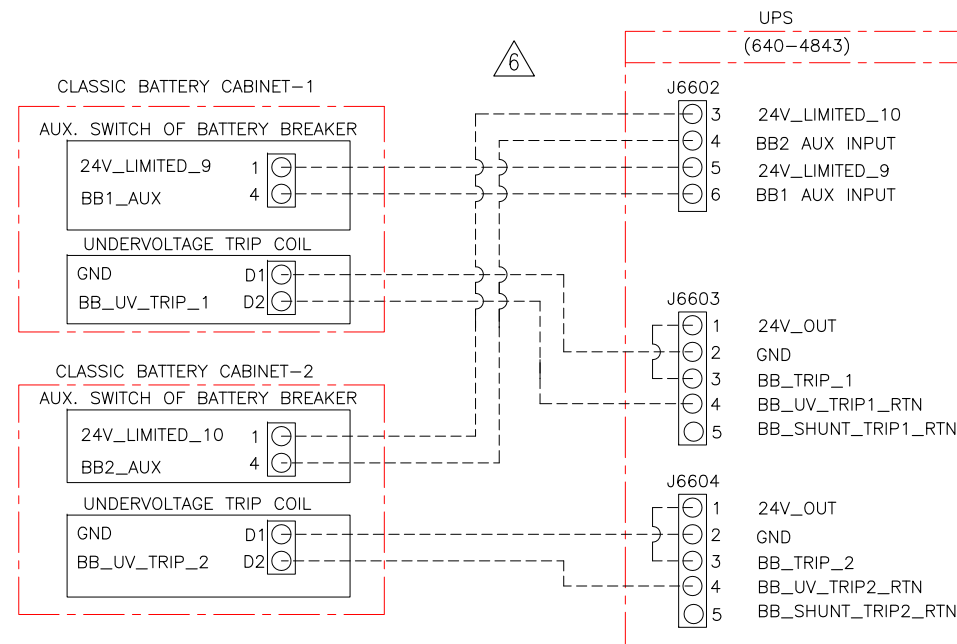 UPS
(640-4843)
6
CLASSIC BATTERY CABINET-1
AUX. SWITCH OF BATTERY BREAKER
24V_LIMITED_9 1
BB1_AUX 4
UNDERVOLTAGE TRIP COIL
GND D1
BB_UV_TRIP_1 D2
CLASSIC BATTERY CABINET-2
AUX. SWITCH OF BATTERY BREAKER
24V_LIMITED_10 1
BB2_AUX 4
UNDERVOLTAGE TRIP COIL
GND D1
BB_UV_TRIP_2 D2
J6602
3 24V_LIMITED_10
4 BB2 AUX INPUT
5 24V_LIMITED_9
6 BB1 AUX INPUT
J6603
1 24V_OUT
2 GND
3 BB_TRIP_1
4 BB_UV_TRIP1_RTN
5 BB_SHUNT_TRIP1_RTN
J6604
1 24V_OUT
2 GND
3 BB_TRIP_2
4 BB_UV_TRIP2_RTN
5 BB_SHUNT_TRIP2_RTN